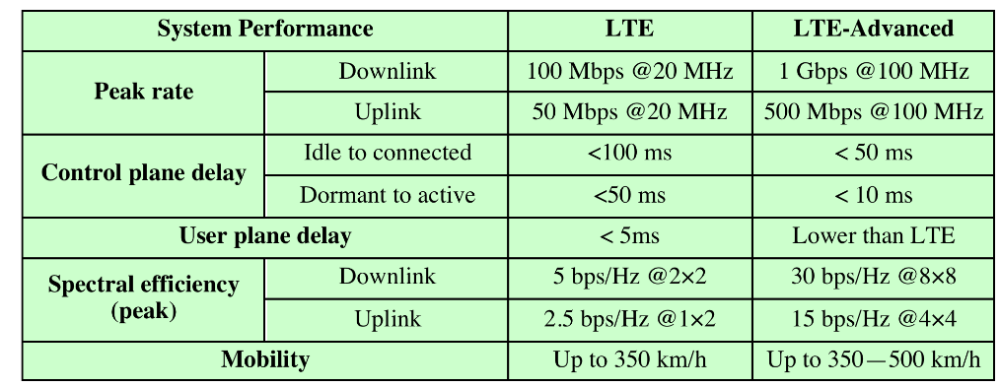 System Performance LTE LTE-Advanced
Peak rate Downlink 100 Mbps @20 MHz 1 Gbps @100 MHz
Uplink 50 Mbps @20 MHz 500 Mbps @100 MHz
Control plane delay Idle to connected <100 ms < 50 ms
Dormant to active <50 ms < 10 ms
User plane delay < 5ms Lower than LTE
Spectral efficiency (peak) Downlink 5 bps/Hz @2×2 30 bps/Hz @8×8
Uplink 2.5 bps/Hz @1×2 15 bps/Hz @4×4
Mobility Up to 350 km/h Up to 350—500 km/h